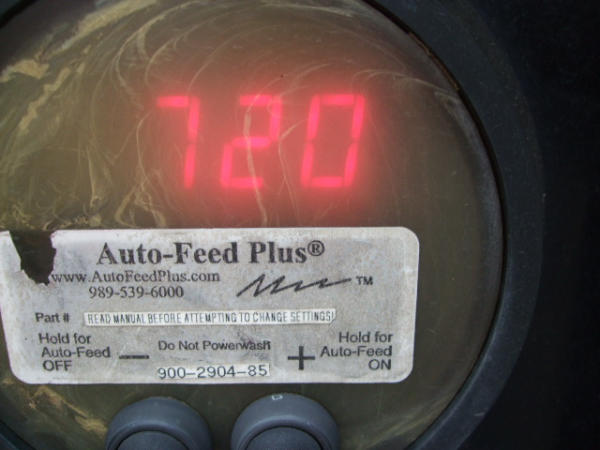 720
Auto-Feed Plus®
www.AutoFeedPlus.com
989-539-6000
TM
Part # READ MANUAL BEFORE ATTEMPTING TO CHANGE SETTINGS!
Hold for Auto-Feed OFF
— Do Not Powerwash +
Hold for Auto-Feed ON
900-2904-85